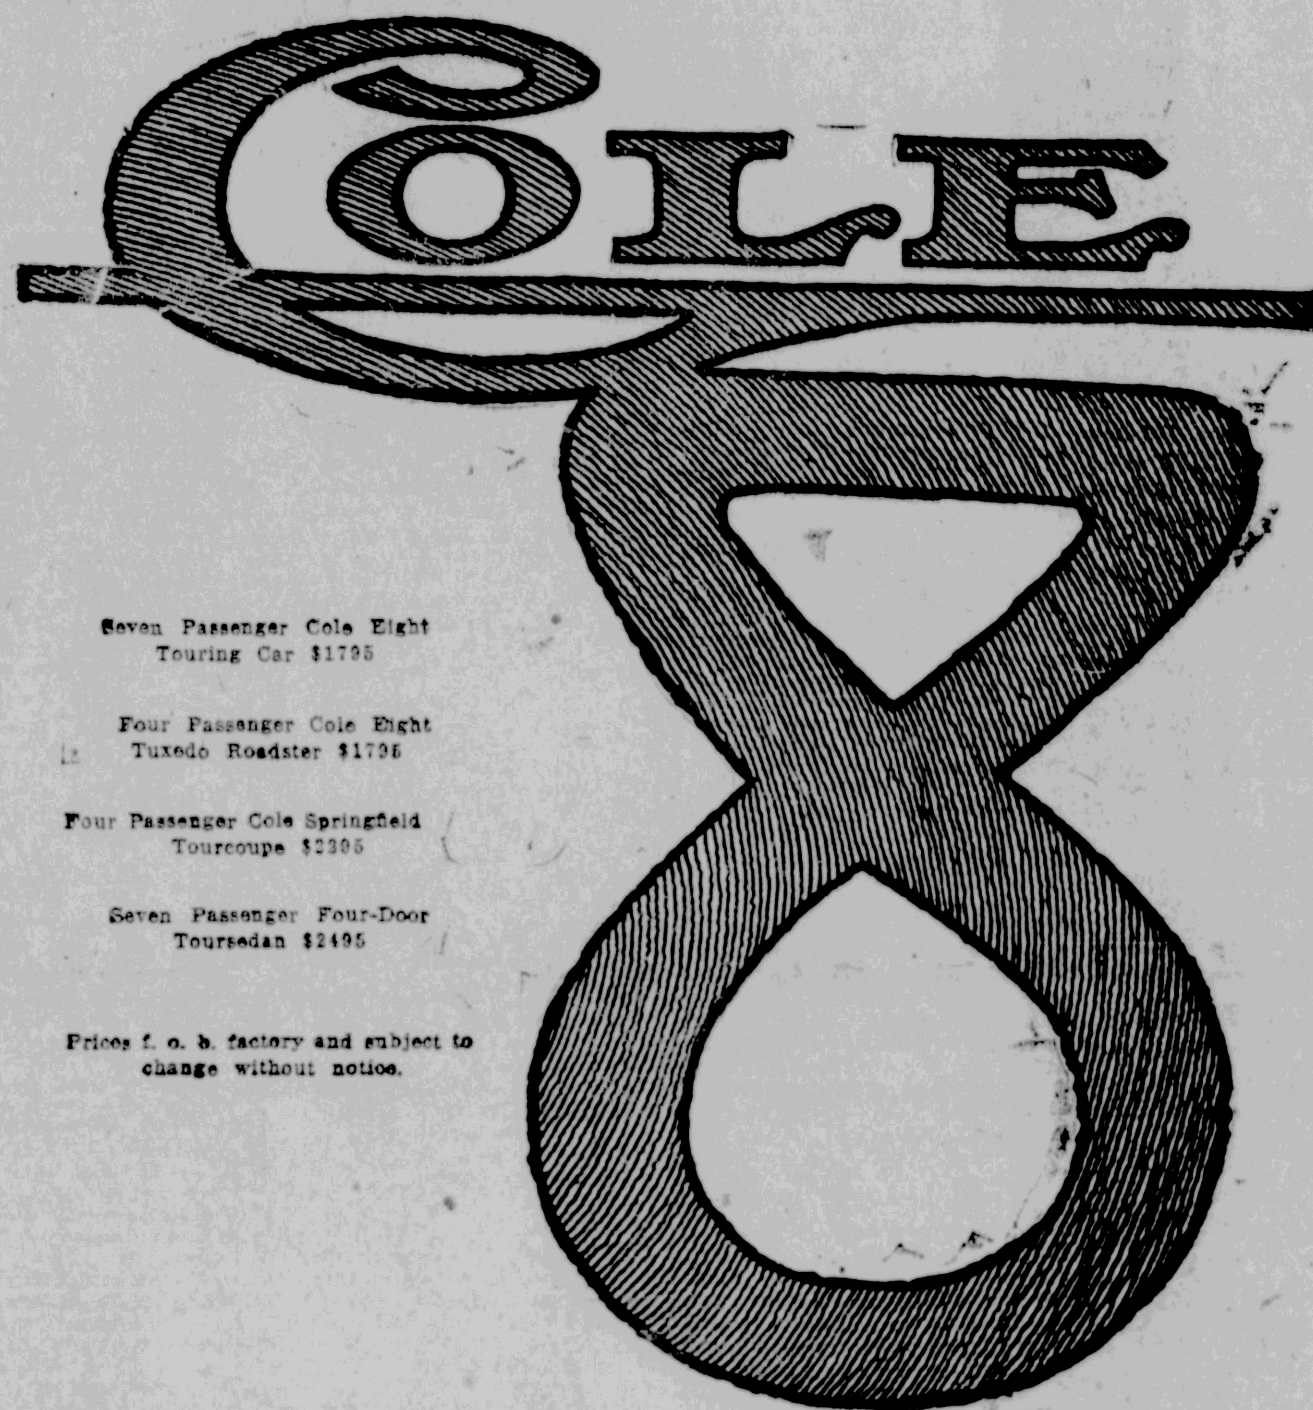 COLE
8
Seven Passenger Cole Eight
Touring Car $1795
Four Passenger Cole Eight
Tuxedo Roadster $1795
Four Passenger Cole Springfield
Tourcoupe $2395
Seven Passenger Four-Door
Toursedan $2495
Prices f. o. b. factory and subject to
change without notice.